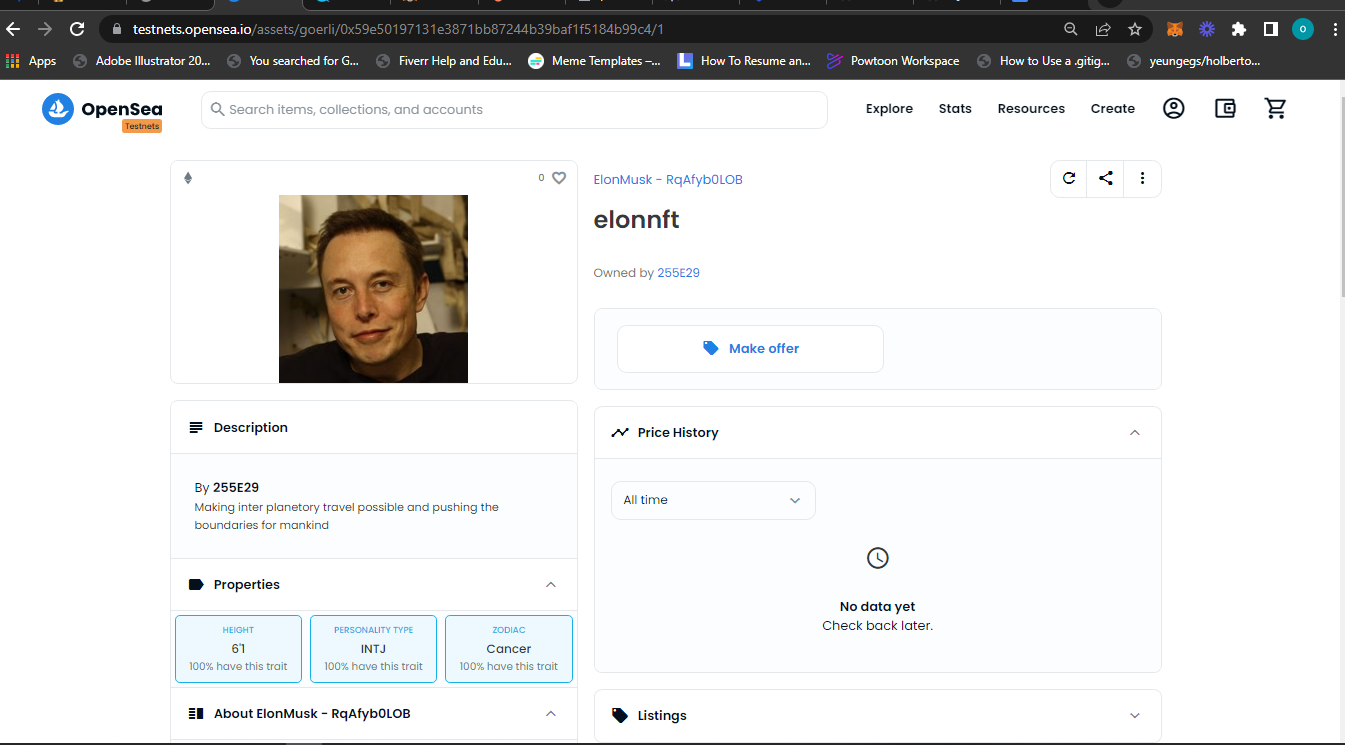 testnets.opensea.io/assets/goerli/0x59e50197131e3871bb87244b39baf1f5184b99c4/1
O
Apps
Adobe Illustrator 20...
You searched for G...
Fiverr Help and Edu...
Meme Templates –...
How To Resume an...
Powtoon Workspace
How to Use a .gitig...
yeungegs/holberto...
OpenSea
Testnets
Search items, collections, and accounts
Explore
Stats
Resources
Create
0
ElonMusk - RqAfyb0LOB
elonnft
Owned by 255E29
Make offer
Description
By 255E29
Making inter planetory travel possible and pushing the
boundaries for mankind
Properties
HEIGHT
6'1
100% have this trait
PERSONALITY TYPE
INTJ
100% have this trait
ZODIAC
Cancer
100% have this trait
About ElonMusk - RqAfyb0LOB
Price History
All time
No data yet
Check back later.
Listings